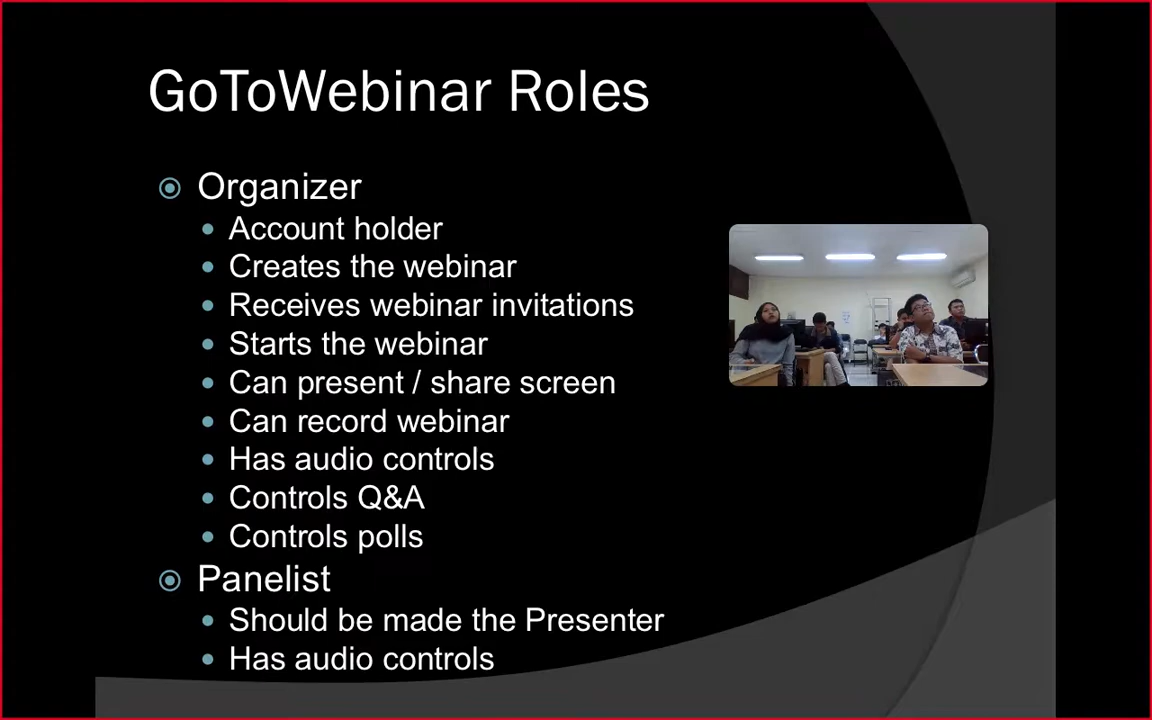 GoToWebinar Roles
Organizer
Account holder
Creates the webinar
Receives webinar invitations
Starts the webinar
Can present / share screen
Can record webinar
Has audio controls
Controls Q&A
Controls polls
Panelist
Should be made the Presenter
Has audio controls